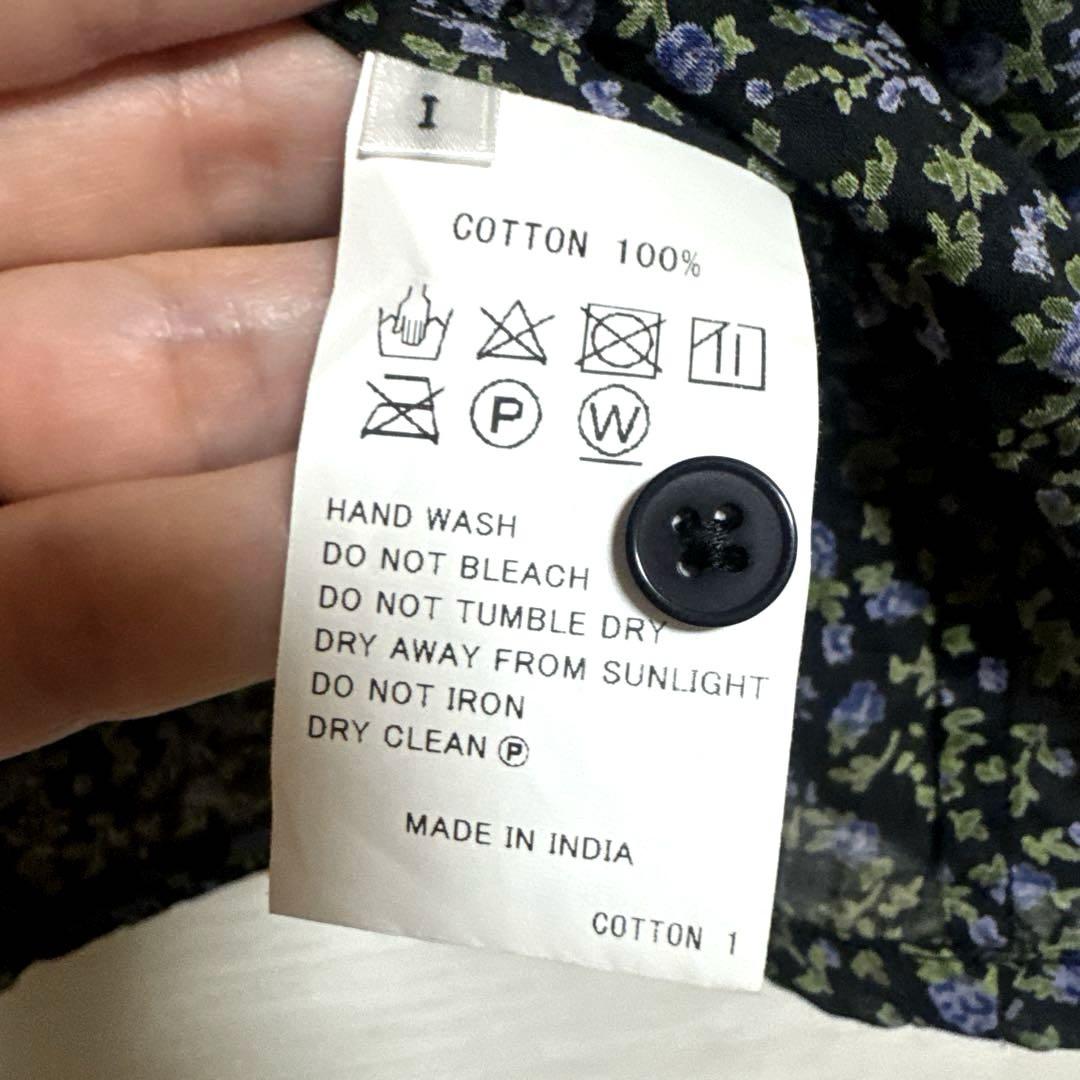 I
COTTON 100%
P W
HAND WASH
DO NOT BLEACH
DO NOT TUMBLE DRY
DRY AWAY FROM SUNLIGHT
DO NOT IRON
DRY CLEAN Ⓟ
MADE IN INDIA
COTTON 1